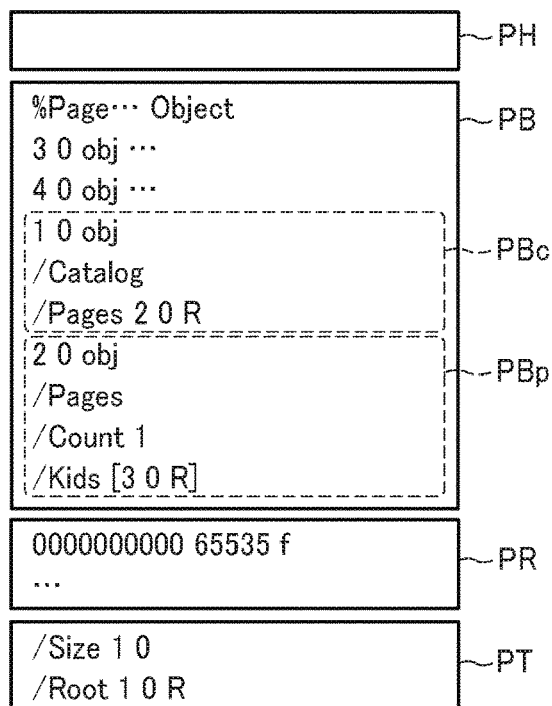 PH
%Page… Object
PB
3 0 obj …
4 0 obj …
1 0 obj
PBc
/Catalog
/Pages 2 0 R
2 0 obj
PBp
/Pages
/Count 1
/Kids [3 0 R]
0000000000 65535 f
PR
…
/Size 1 0
PT
/Root 1 0 R